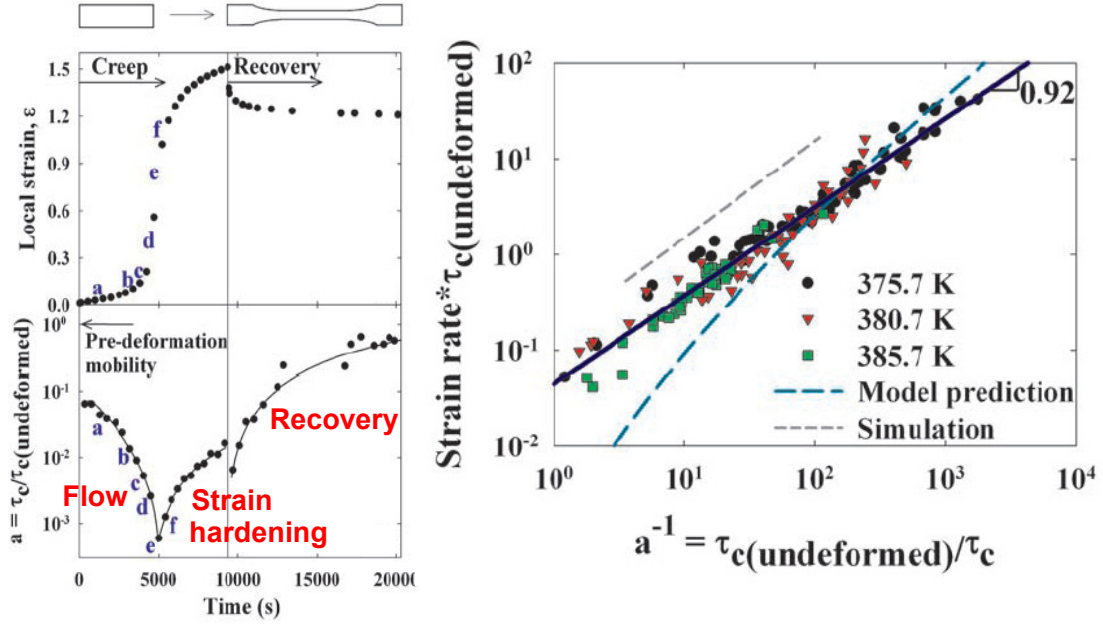 Creep
Recovery
Local strain, ε
1.5
1.2
0.9
0.6
0.3
0.0
a
b
c
d
e
f
Pre-deformation
mobility
a = τc/τc(undeformed)
10^0
10^-1
10^-2
10^-3
a
b
c
d
e
f
Flow
Strain
hardening
Recovery
0
5000
10000
15000
20000
Time (s)
Strain rate*τc(undeformed)
10^2
10^1
10^0
10^-1
10^-2
0.92
375.7 K
380.7 K
385.7 K
Model prediction
Simulation
10^0
10^1
10^2
10^3
10^4
a^-1 = τc(undeformed)/τc